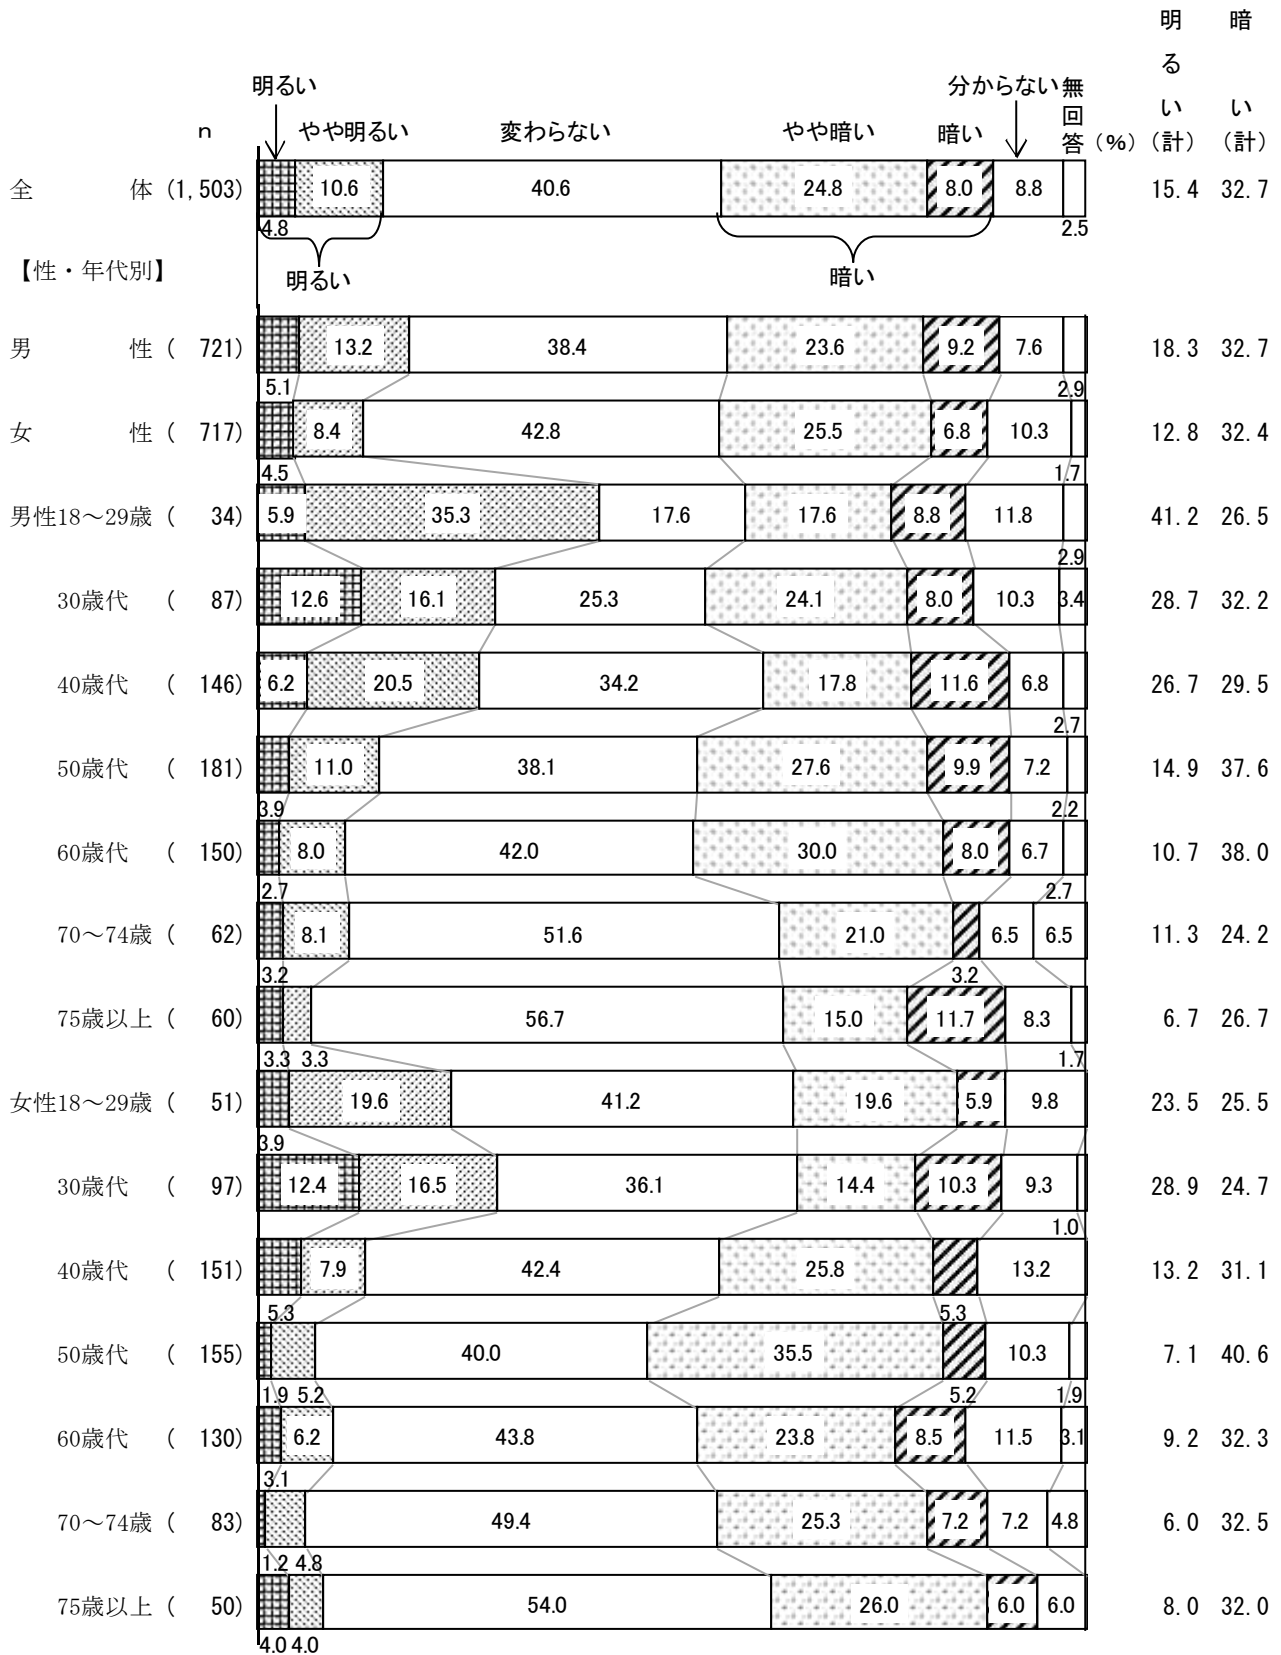 明るい 暗い
明るい 分からない 無回答
n やや明るい 変わらない やや暗い 暗い (%) (計) (計)
全体 (1,503) 10.6 40.6 24.8 8.0 8.8 15.4 32.7
4.8 2.5
【性・年代別】 明るい 暗い
男性 ( 721) 13.2 38.4 23.6 9.2 7.6 18.3 32.7
5.1 2.9
女性 ( 717) 8.4 42.8 25.5 6.8 10.3 12.8 32.4
4.5 1.7
男性18～29歳 ( 34) 5.9 35.3 17.6 17.6 8.8 11.8 41.2 26.5
2.9
30歳代 ( 87) 12.6 16.1 25.3 24.1 8.0 10.3 3.4 28.7 32.2
40歳代 ( 146) 6.2 20.5 34.2 17.8 11.6 6.8 26.7 29.5
2.7
50歳代 ( 181) 11.0 38.1 27.6 9.9 7.2 14.9 37.6
3.9 2.2
60歳代 ( 150) 8.0 42.0 30.0 8.0 6.7 10.7 38.0
2.7 2.7
70～74歳 ( 62) 8.1 51.6 21.0 6.5 6.5 11.3 24.2
3.2 3.2
75歳以上 ( 60) 56.7 15.0 11.7 8.3 6.7 26.7
3.3 3.3 1.7
女性18～29歳 ( 51) 19.6 41.2 19.6 5.9 9.8 23.5 25.5
3.9
30歳代 ( 97) 12.4 16.5 36.1 14.4 10.3 9.3 28.9 24.7
1.0
40歳代 ( 151) 7.9 42.4 25.8 13.2 13.2 31.1
5.3 5.3
50歳代 ( 155) 40.0 35.5 10.3 7.1 40.6
1.9 5.2 5.2 1.9
60歳代 ( 130) 6.2 43.8 23.8 8.5 11.5 3.1 9.2 32.3
3.1
70～74歳 ( 83) 49.4 25.3 7.2 7.2 4.8 6.0 32.5
1.2 4.8
75歳以上 ( 50) 54.0 26.0 6.0 6.0 8.0 32.0
4.0 4.0